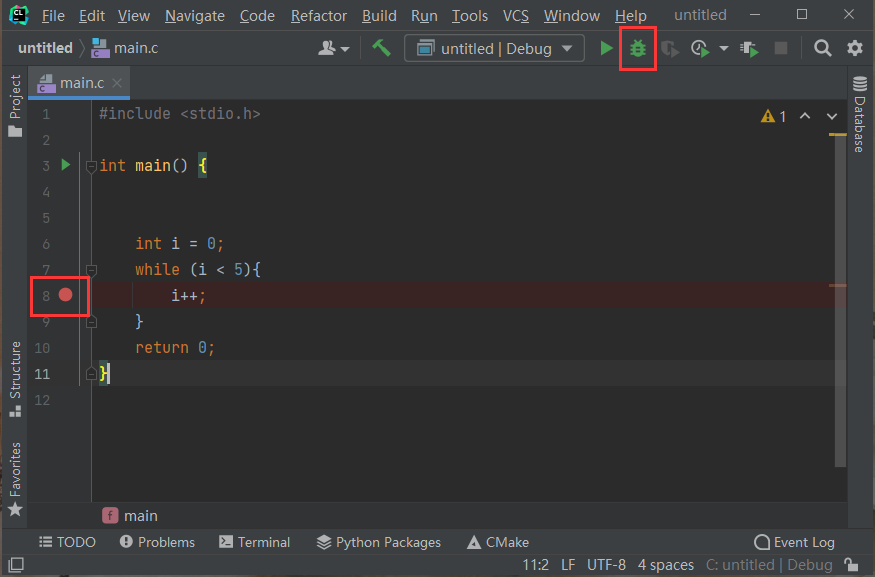 CL File Edit View Navigate Code Refactor Build Run Tools VCS Window Help untitled
untitled main.c untitled | Debug
Project
main.c
Database
1 #include <stdio.h>
1
2
3 int main() {
4
5
6 int i = 0;
7 while (i < 5){
8 i++;
9 }
10 return 0;
11 }
12
Structure
Favorites
f main
TODO Problems Terminal Python Packages CMake Event Log
11:2 LF UTF-8 4 spaces C: untitled | Debug